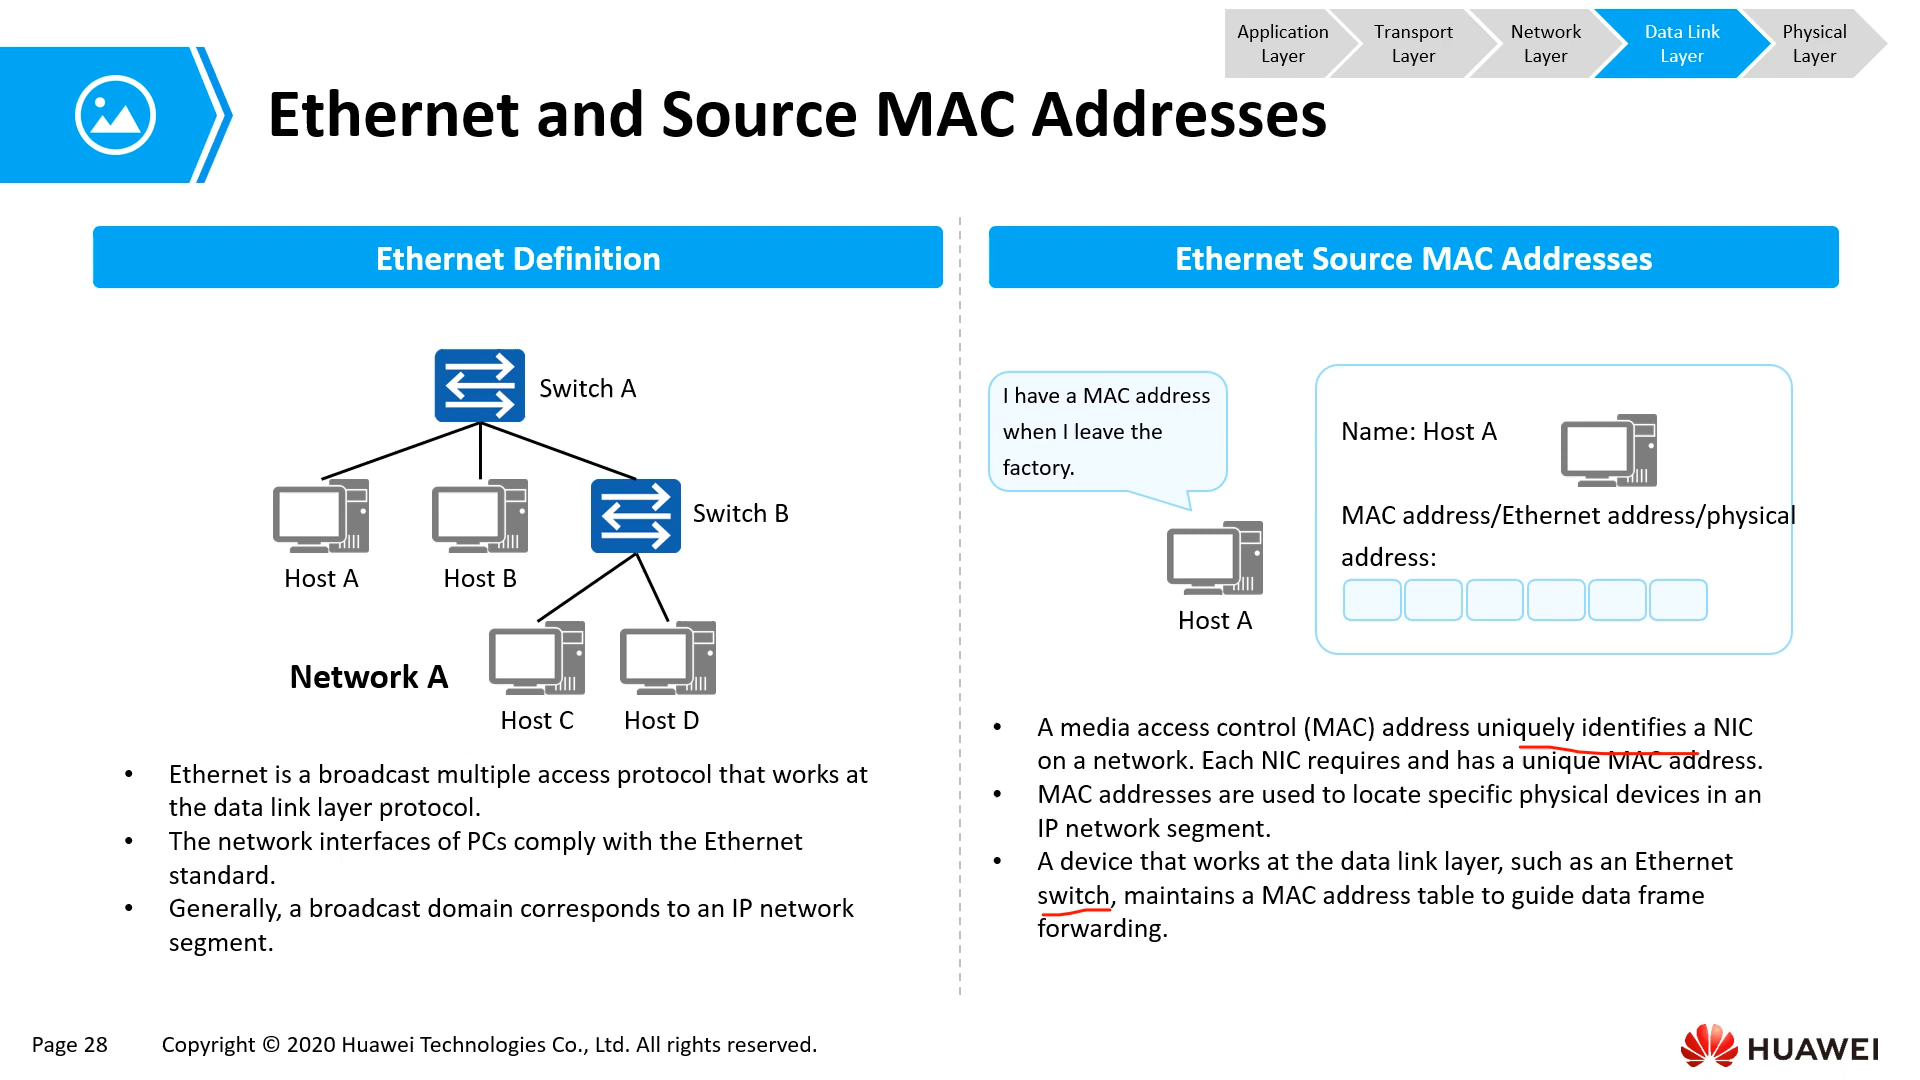 Application
Layer
Transport
Layer
Network
Layer
Data Link
Layer
Physical
Layer
Ethernet and Source MAC Addresses
Ethernet Definition
Switch A
Switch B
Host A
Host B
Network A
Host C
Host D
• Ethernet is a broadcast multiple access protocol that works at
the data link layer protocol.
• The network interfaces of PCs comply with the Ethernet
standard.
• Generally, a broadcast domain corresponds to an IP network
segment.
Ethernet Source MAC Addresses
I have a MAC address
when I leave the
factory.
Host A
Name: Host A
MAC address/Ethernet address/physical
address:
• A media access control (MAC) address uniquely identifies a NIC
on a network. Each NIC requires and has a unique MAC address.
• MAC addresses are used to locate specific physical devices in an
IP network segment.
• A device that works at the data link layer, such as an Ethernet
switch, maintains a MAC address table to guide data frame
forwarding.
Page 28
Copyright © 2020 Huawei Technologies Co., Ltd. All rights reserved.
HUAWEI